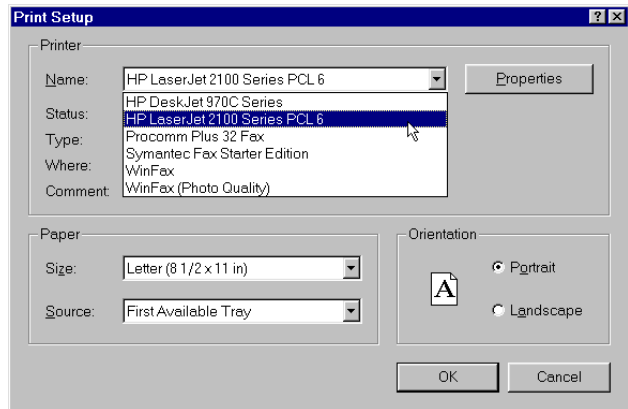 Print Setup
Printer
Name:
HP LaserJet 2100 Series PCL 6
Properties
HP DeskJet 970C Series
Status:
HP LaserJet 2100 Series PCL 6
Type:
Procomm Plus 32 Fax
Symantec Fax Starter Edition
Where:
WinFax
Comment:
WinFax (Photo Quality)
Paper
Size:
Letter (8 1/2 x 11 in)
Source:
First Available Tray
Orientation
A
Portrait
Landscape
OK
Cancel